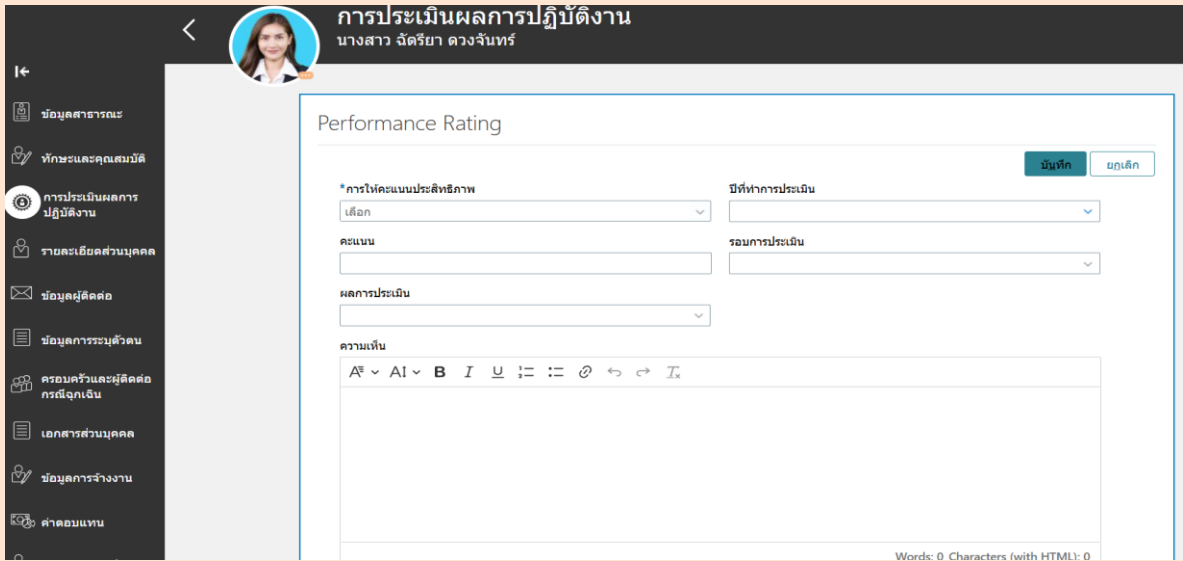 การประเมินผลการปฏิบัติงาน
นางสาว ฉัตรียา ดวงจันทร์
ข้อมูลสาธารณะ
ทักษะและคุณสมบัติ
การประเมินผลการ
ปฏิบัติงาน
รายละเอียดส่วนบุคคล
ข้อมูลผู้ติดต่อ
ข้อมูลการระบุตัวตน
ครอบครัวและผู้ติดต่อ
กรณีฉุกเฉิน
เอกสารส่วนบุคคล
ข้อมูลการจ้างงาน
ค่าตอบแทน
Performance Rating
บันทึก
ยกเลิก
*การให้คะแนนประสิทธิภาพ
ปีที่ทำการประเมิน
เลือก
คะแนน
รอบการประเมิน
ผลการประเมิน
ความเห็น
Words: 0 Characters (with HTML): 0